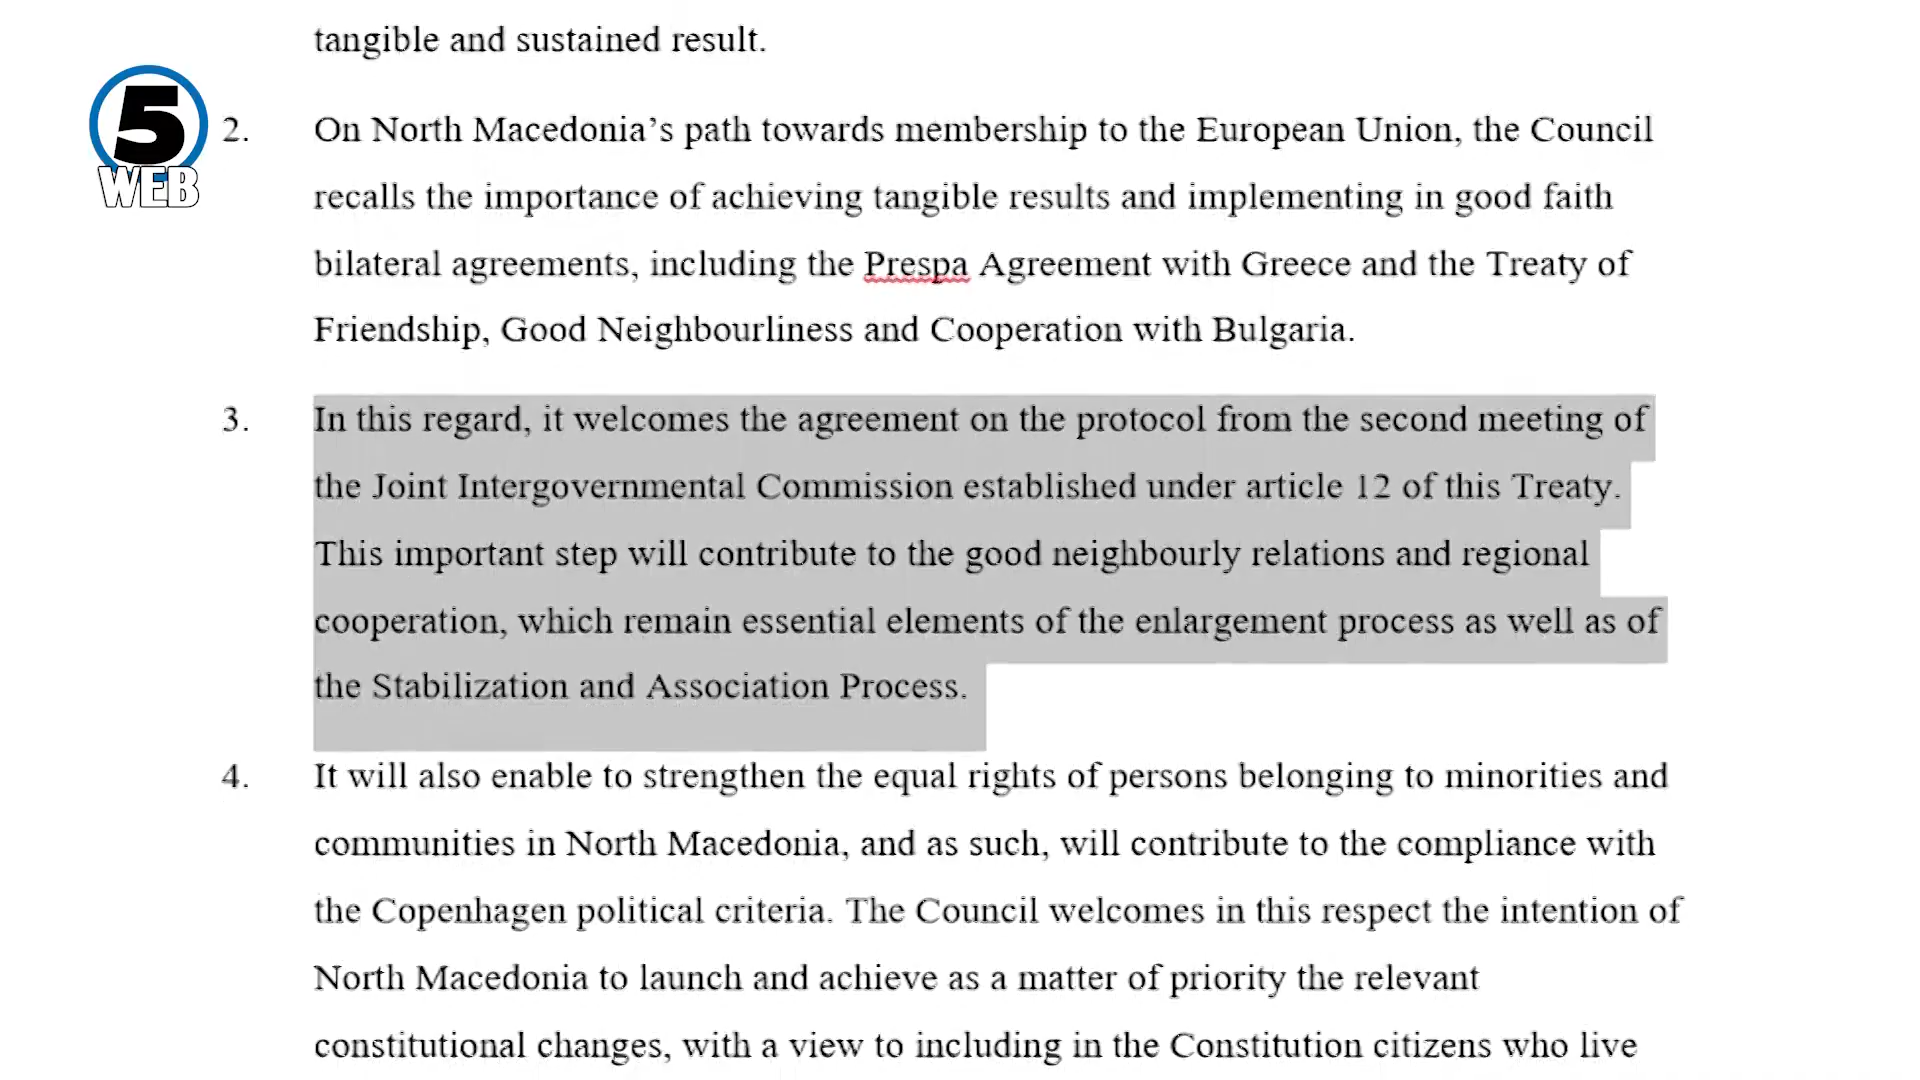 tangible and sustained result.
5
WEB
2. On North Macedonia’s path towards membership to the European Union, the Council
recalls the importance of achieving tangible results and implementing in good faith
bilateral agreements, including the Prespa Agreement with Greece and the Treaty of
Friendship, Good Neighbourliness and Cooperation with Bulgaria.
3. In this regard, it welcomes the agreement on the protocol from the second meeting of
the Joint Intergovernmental Commission established under article 12 of this Treaty.
This important step will contribute to the good neighbourly relations and regional
cooperation, which remain essential elements of the enlargement process as well as of
the Stabilization and Association Process.
4. It will also enable to strengthen the equal rights of persons belonging to minorities and
communities in North Macedonia, and as such, will contribute to the compliance with
the Copenhagen political criteria. The Council welcomes in this respect the intention of
North Macedonia to launch and achieve as a matter of priority the relevant
constitutional changes, with a view to including in the Constitution citizens who live